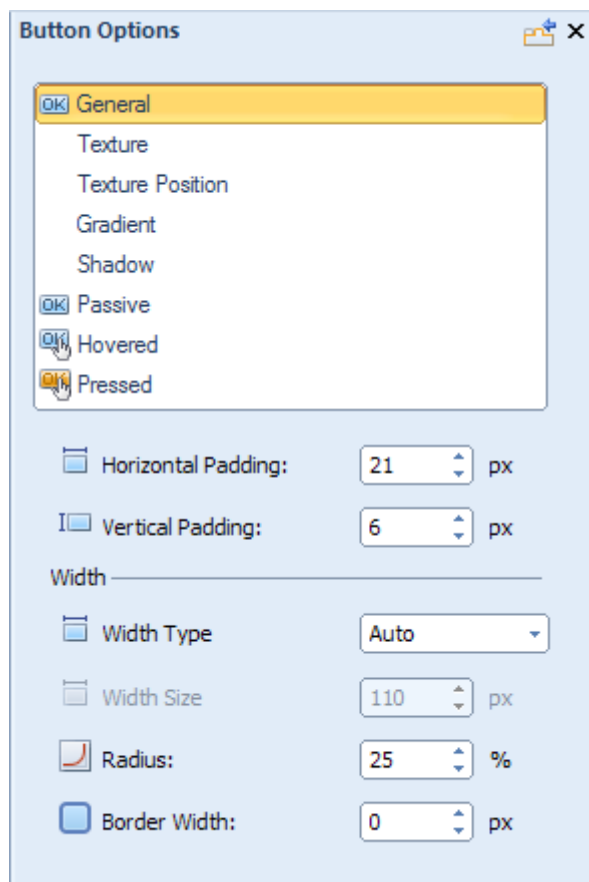 Button Options
OK General
Texture
Texture Position
Gradient
Shadow
OK Passive
OK Hovered
OK Pressed
Horizontal Padding: 21 px
Vertical Padding: 6 px
Width
Width Type Auto
Width Size 110 px
Radius: 25 %
Border Width: 0 px